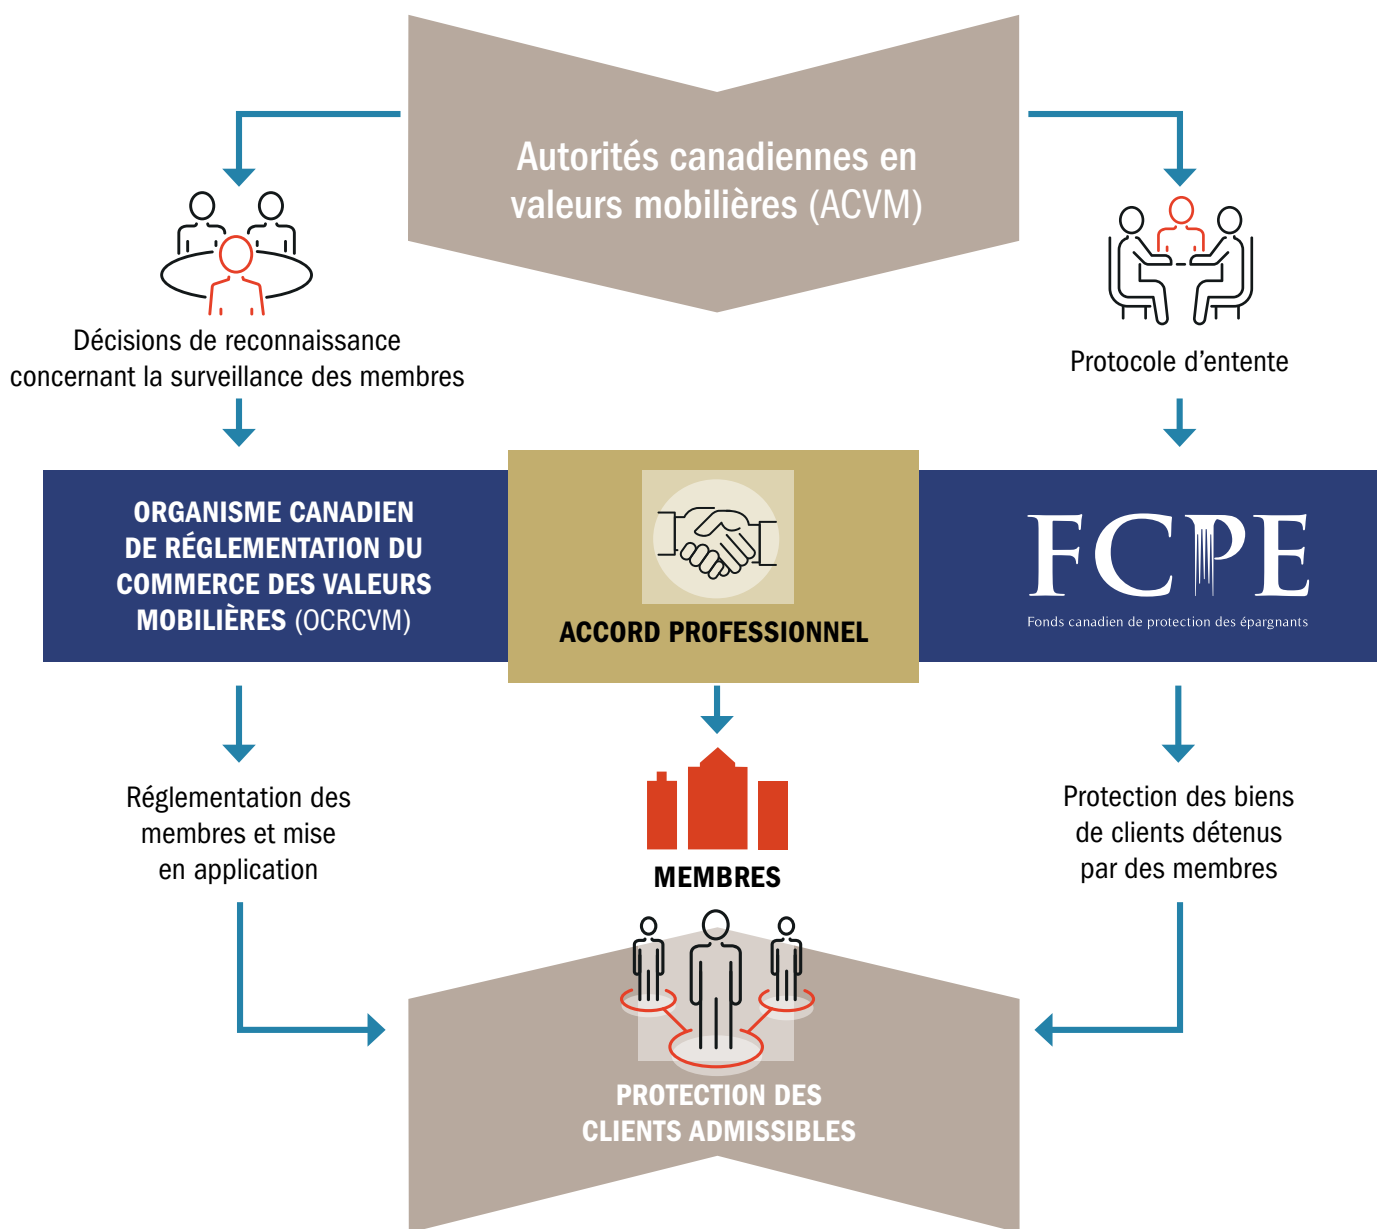 Autorités canadiennes en
valeurs mobilières (ACVM)
Décisions de reconnaissance
concernant la surveillance des membres
Protocole d'entente
ORGANISME CANADIEN
DE RÉGLEMENTATION DU
COMMERCE DES VALEURS
MOBILIÈRES (OCRCVM)
ACCORD PROFESSIONNEL
FCPE
Fonds canadien de protection des épargnants
Réglementation des
membres et mise
en application
MEMBRES
Protection des biens
de clients détenus
par des membres
PROTECTION DES
CLIENTS ADMISSIBLES